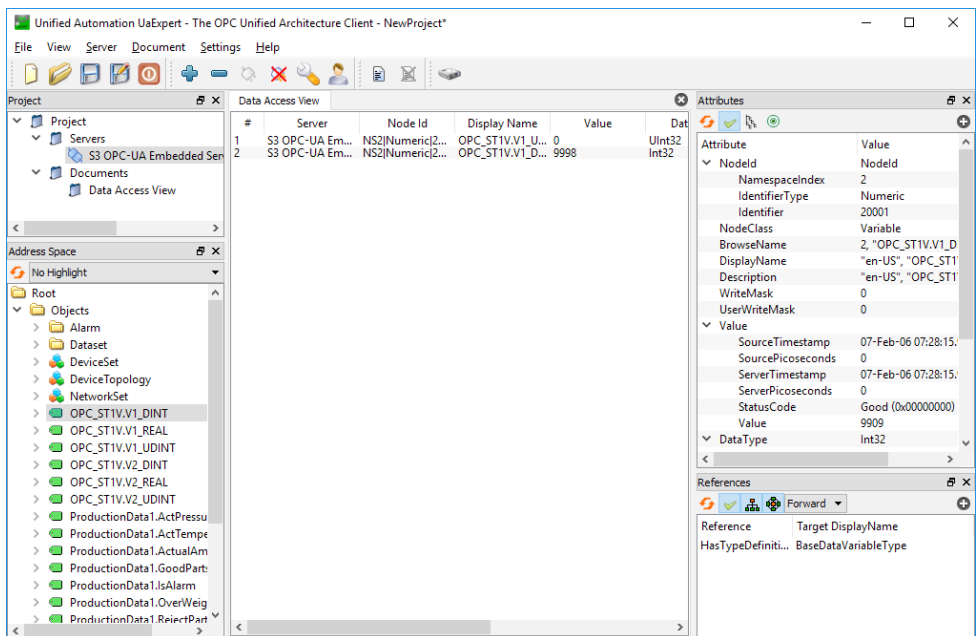 Unified Automation UaExpert - The OPC Unified Architecture Client - NewProject*
File View Server Document Settings Help
Project
Project
Servers
S3 OPC-UA Embedded Ser
Documents
Data Access View
Address Space
No Highlight
Root
Objects
Alarm
Dataset
DeviceSet
DeviceTopology
NetworkSet
OPC_ST1V.V1_DINT
OPC_ST1V.V1_REAL
OPC_ST1V.V1_UDINT
OPC_ST1V.V2_DINT
OPC_ST1V.V2_REAL
OPC_ST1V.V2_UDINT
ProductionData1.ActPressu
ProductionData1.ActTempe
ProductionData1.ActualAm
ProductionData1.GoodParts
ProductionData1.IsAlarm
ProductionData1.OverWeig
ProductionData1.RejectPart
Data Access View
# Server Node Id Display Name Value Dat
1 S3 OPC-UA Em... NS2|Numeric|2... OPC_ST1V.V1_U... 0 UInt32
2 S3 OPC-UA Em... NS2|Numeric|2... OPC_ST1V.V1_D... 9998 Int32
Attributes
Attribute Value
NodeId NodeId
NamespaceIndex 2
IdentifierType Numeric
Identifier 20001
NodeClass Variable
BrowseName 2, "OPC_ST1V.V1_D
DisplayName "en-US", "OPC_ST1
Description "en-US", "OPC_ST1
WriteMask 0
UserWriteMask 0
Value
SourceTimestamp 07-Feb-06 07:28:15.
SourcePicoseconds 0
ServerTimestamp 07-Feb-06 07:28:15.
ServerPicoseconds 0
StatusCode Good (0x00000000)
Value 9909
DataType Int32
References
Forward
Reference Target DisplayName
HasTypeDefiniti... BaseDataVariableType